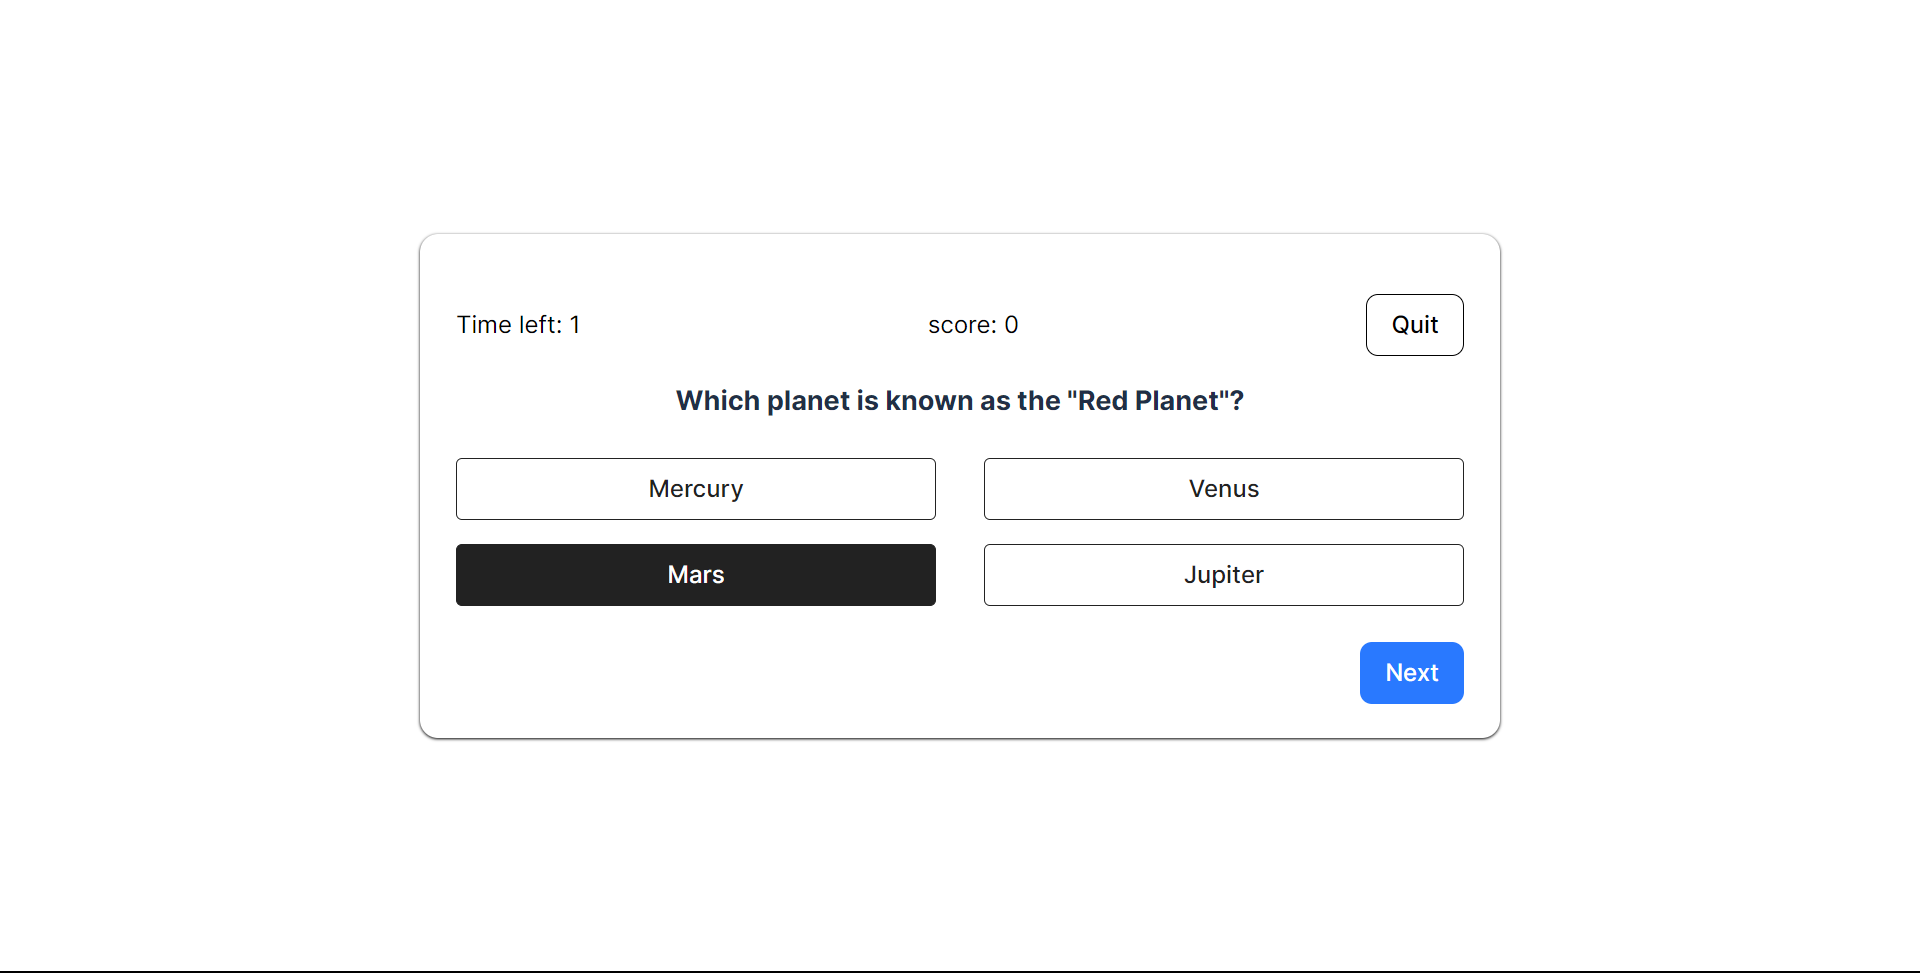 Time left: 1
score: 0
Quit
Which planet is known as the "Red Planet"?
Mercury
Venus
Mars
Jupiter
Next